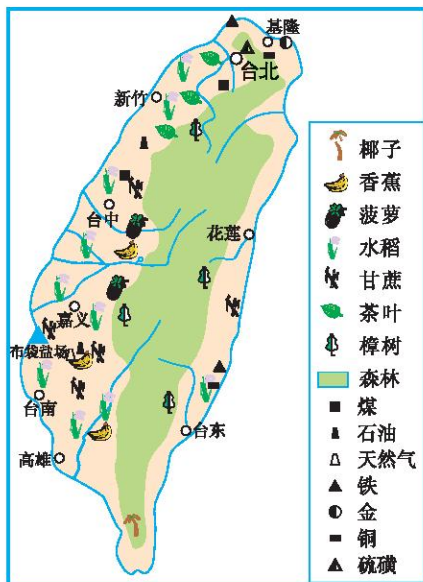 基隆
台北
新竹
台中
花莲
嘉义
布袋盐场
台南
台东
高雄
椰子
香蕉
菠萝
水稻
甘蔗
茶叶
樟树
森林
煤
石油
天然气
铁
金
铜
硫磺